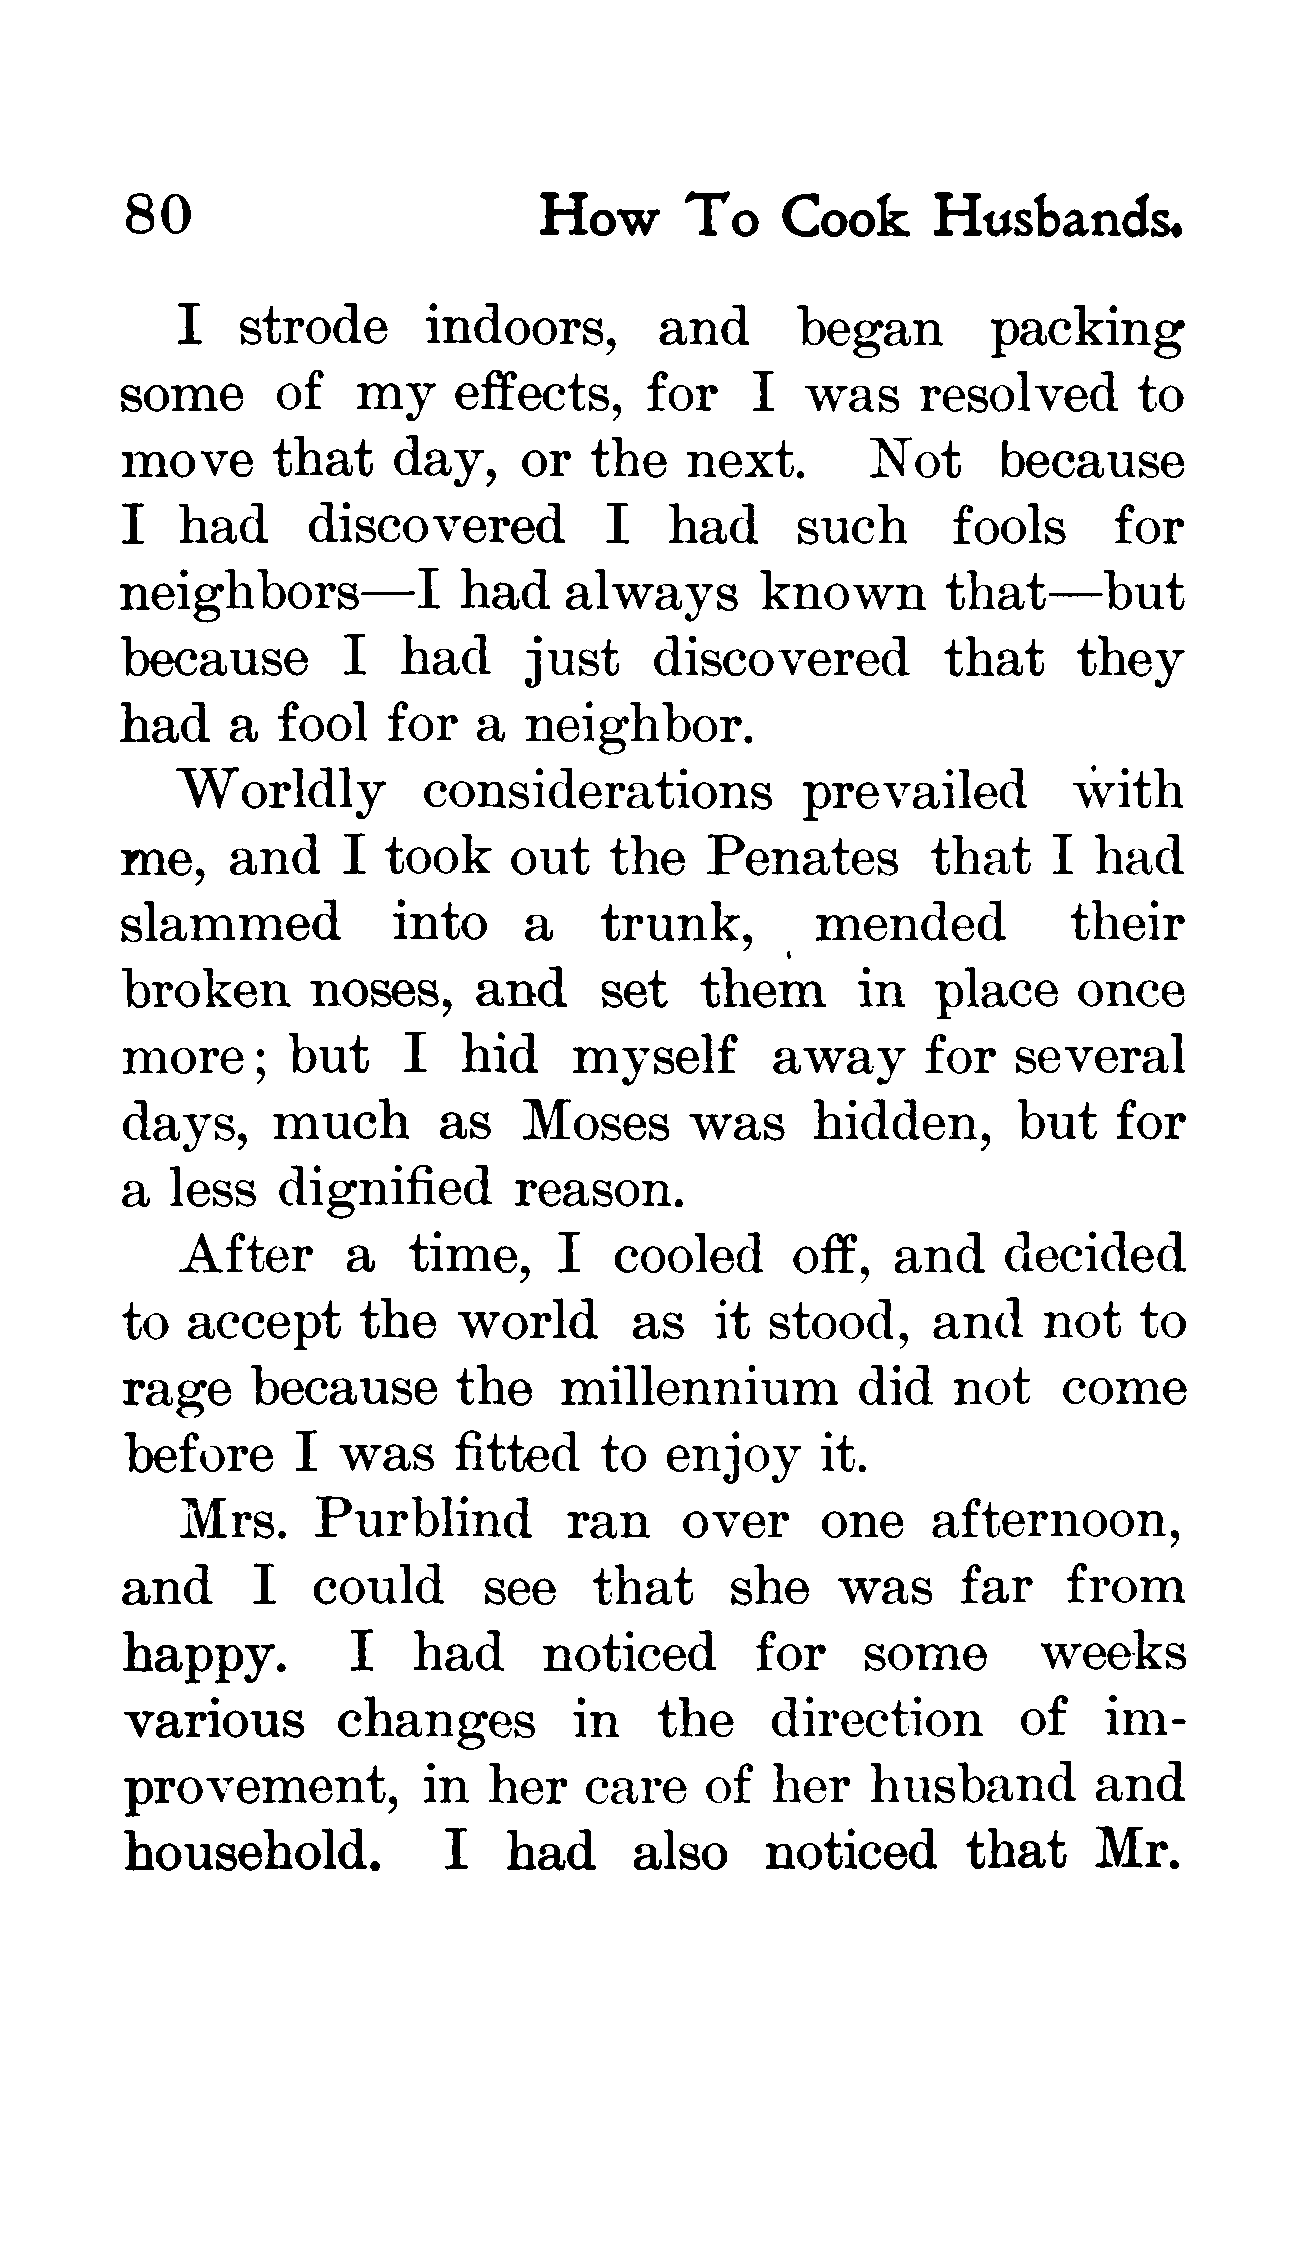 80 How To Cook Husbands.
I strode indoors, and began packing
some of my effects, for I was resolved to
move that day, or the next. Not because
I had discovered I had such fools for
neighbors—I had always known that—but
because I had just discovered that they
had a fool for a neighbor.
Worldly considerations prevailed with
me, and I took out the Penates that I had
slammed into a trunk, mended their
broken noses, and set them in place once
more; but I hid myself away for several
days, much as Moses was hidden, but for
a less dignified reason.
After a time, I cooled off, and decided
to accept the world as it stood, and not to
rage because the millennium did not come
before I was fitted to enjoy it.
Mrs. Purblind ran over one afternoon,
and I could see that she was far from
happy. I had noticed for some weeks
various changes in the direction of im-
provement, in her care of her husband and
household. I had also noticed that Mr.